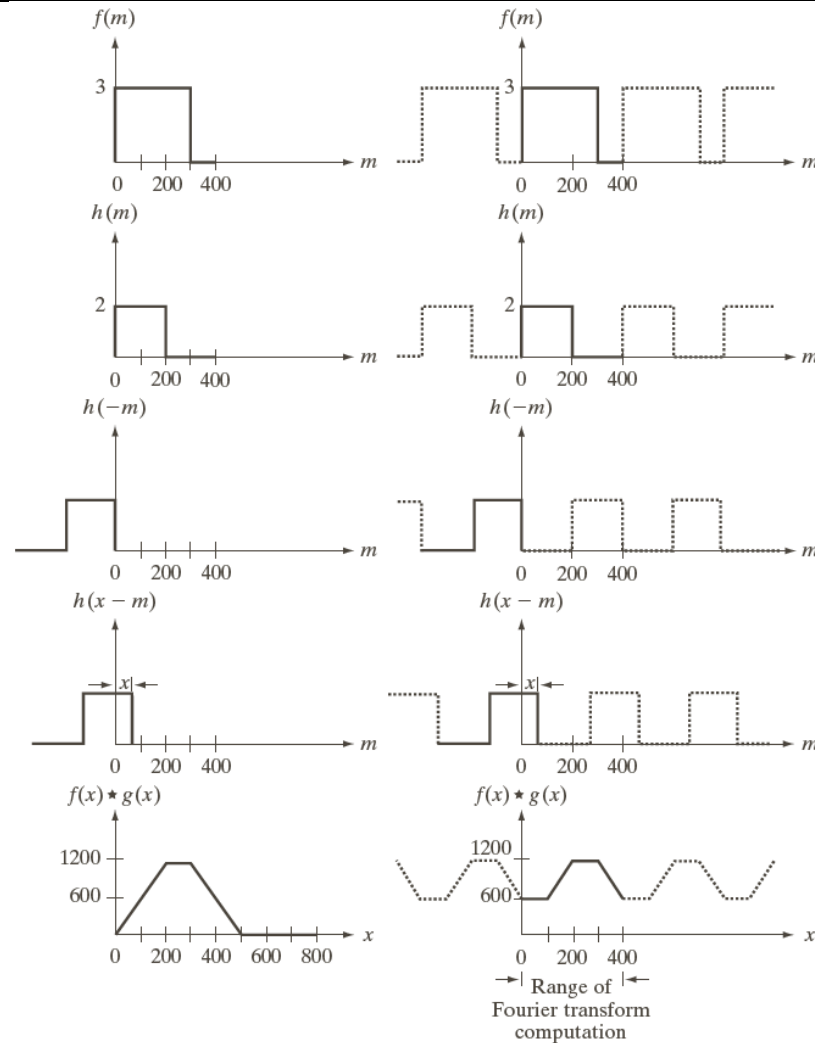 f(m)
3
m
0 200 400
f(m)
3
m
0 200 400
h(m)
2
m
0 200 400
h(m)
2
m
0 200 400
h(−m)
m
0 200 400
h(−m)
m
0 200 400
h(x − m)
x
m
0 200 400
h(x − m)
x
m
0 200 400
f(x) ★ g(x)
1200
600
x
0 200 400 600 800
f(x) ★ g(x)
1200
600
x
0 200 400
Range of
Fourier transform
computation